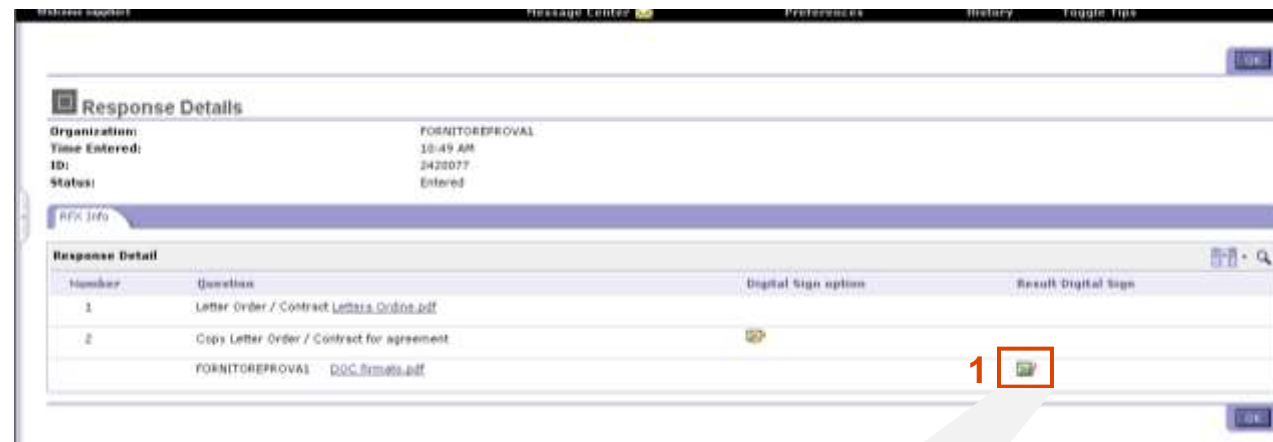 Welcome supplier1 Message Center Preferences History Toggle Tips
OK
Response Details
Organization: FORNITOREPROVA1
Time Entered: 10:49 AM
ID: 2420077
Status: Entered
RFX Info
Response Detail
Number Question Digital Sign option Result Digital Sign
1 Letter Order / Contract Lettera Ordine.pdf
2 Copy Letter Order / Contract for agreement
FORNITOREPROVA1 DOC firmato.pdf
1
OK